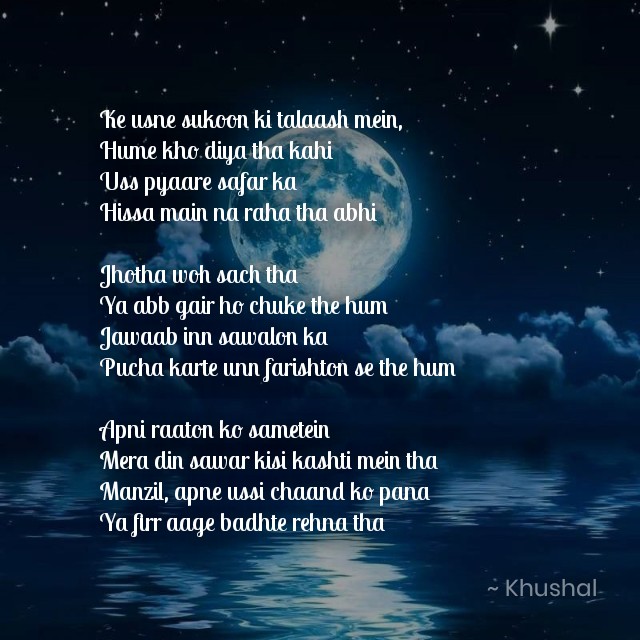 Ke usne sukoon ki talaash mein,
Hume kho diya tha kahi
Uss pyaare safar ka
Hissa main na raha tha abhi
Jhotha woh sach tha
Ya abb gair ho chuke the hum
Jawaab inn sawalon ka
Pucha karte unn farishton se the hum
Apni raaton ko sametein
Mera din sawar kisi kashti mein tha
Manzil, apne ussi chaand ko pana
Ya firr aage badhte rehna tha
~ Khushal